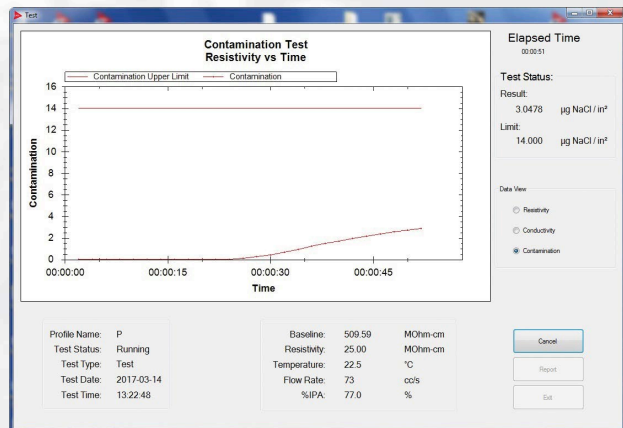 Test
Contamination Test
Resistivity vs Time
Contamination Upper Limit
Contamination
16
14
12
10
8
6
4
2
0
Contamination
00:00:00
00:00:15
00:00:30
00:00:45
Time
Elapsed Time
00:00:51
Test Status:
Result:
3.0478 µg NaCl / in²
Limit:
14.000 µg NaCl / in²
Data View
Resistivity
Conductivity
Contamination
Profile Name: P
Test Status: Running
Test Type: Test
Test Date: 2017-03-14
Test Time: 13:22:48
Baseline: 509.59 MOhm-cm
Resistivity: 25.00 MOhm-cm
Temperature: 22.5 °C
Flow Rate: 73 cc/s
%IPA: 77.0 %
Cancel
Report
Exit